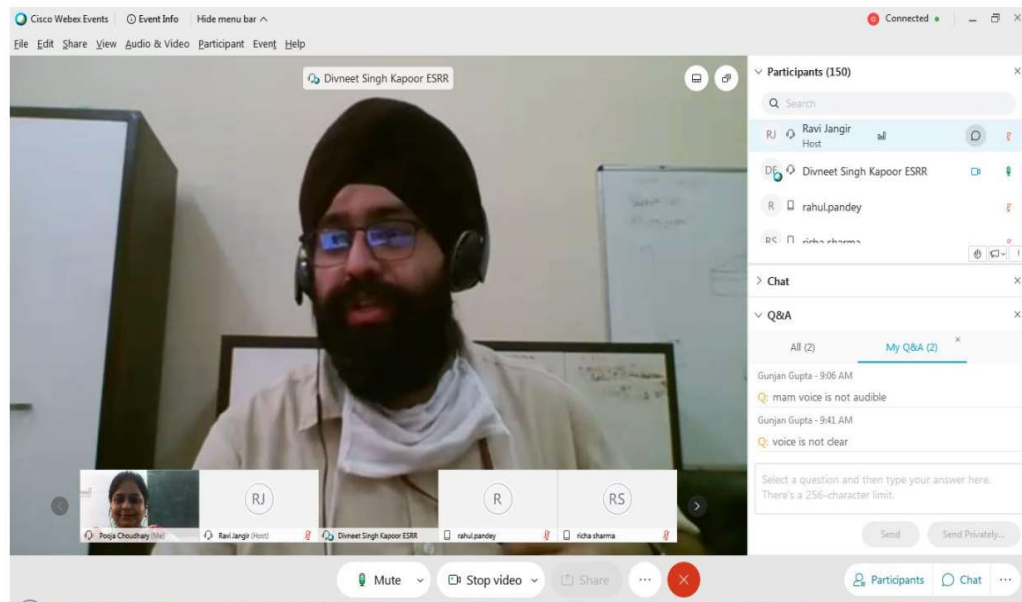 Cisco Webex Events Event Info Hide menu bar Connected
File Edit Share View Audio & Video Participant Event Help
Divneet Singh Kapoor ESRR
Participants (150)
Search
RJ Ravi Jangir
Host
Divneet Singh Kapoor ESRR
R rahul.pandey
RS richa sharma
Chat
Q&A
All (2) My Q&A (2)
Gunjan Gupta - 9:06 AM
Q: mam voice is not audible
Gunjan Gupta - 9:41 AM
Q: voice is not clear
Select a question and then type your answer here.
There's a 256-character limit.
Send Send Privately...
RJ R RS
Pooja Choudhary (Me) Ravi Jangir (Host) Divneet Singh Kapoor ESRR rahul.pandey richa sharma
Mute Stop video Share Participants Chat